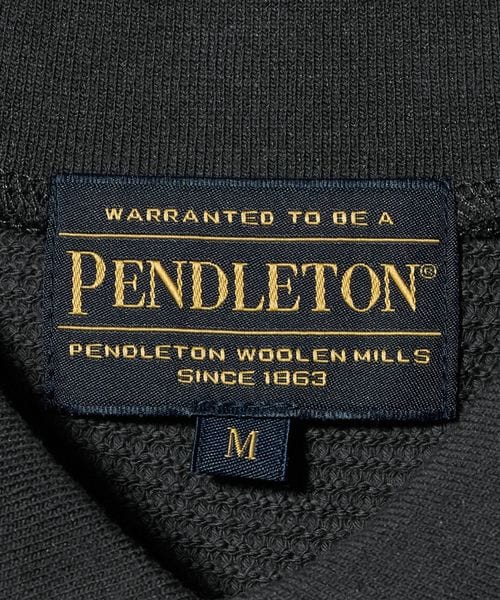 WARRANTED TO BE A
PENDLETON®
PENDLETON WOOLEN MILLS
SINCE 1863
M